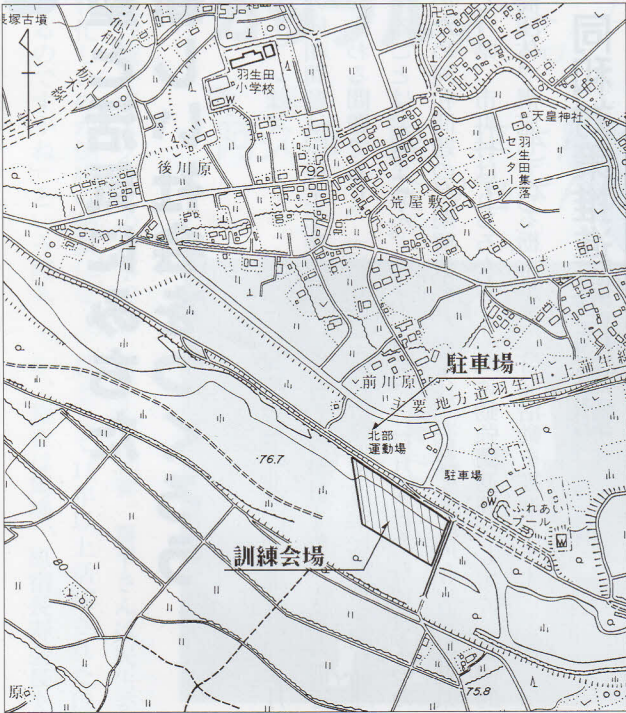 長塚古墳
羽生田
小学校
天皇神社
羽生田集落
センター
後川原
792
荒屋敷
駐車場
前川原
主要地方道羽生田・上蒲生線
北部
運動場
76.7
駐車場
ふれあい
プール
訓練会場
80
75.8
原